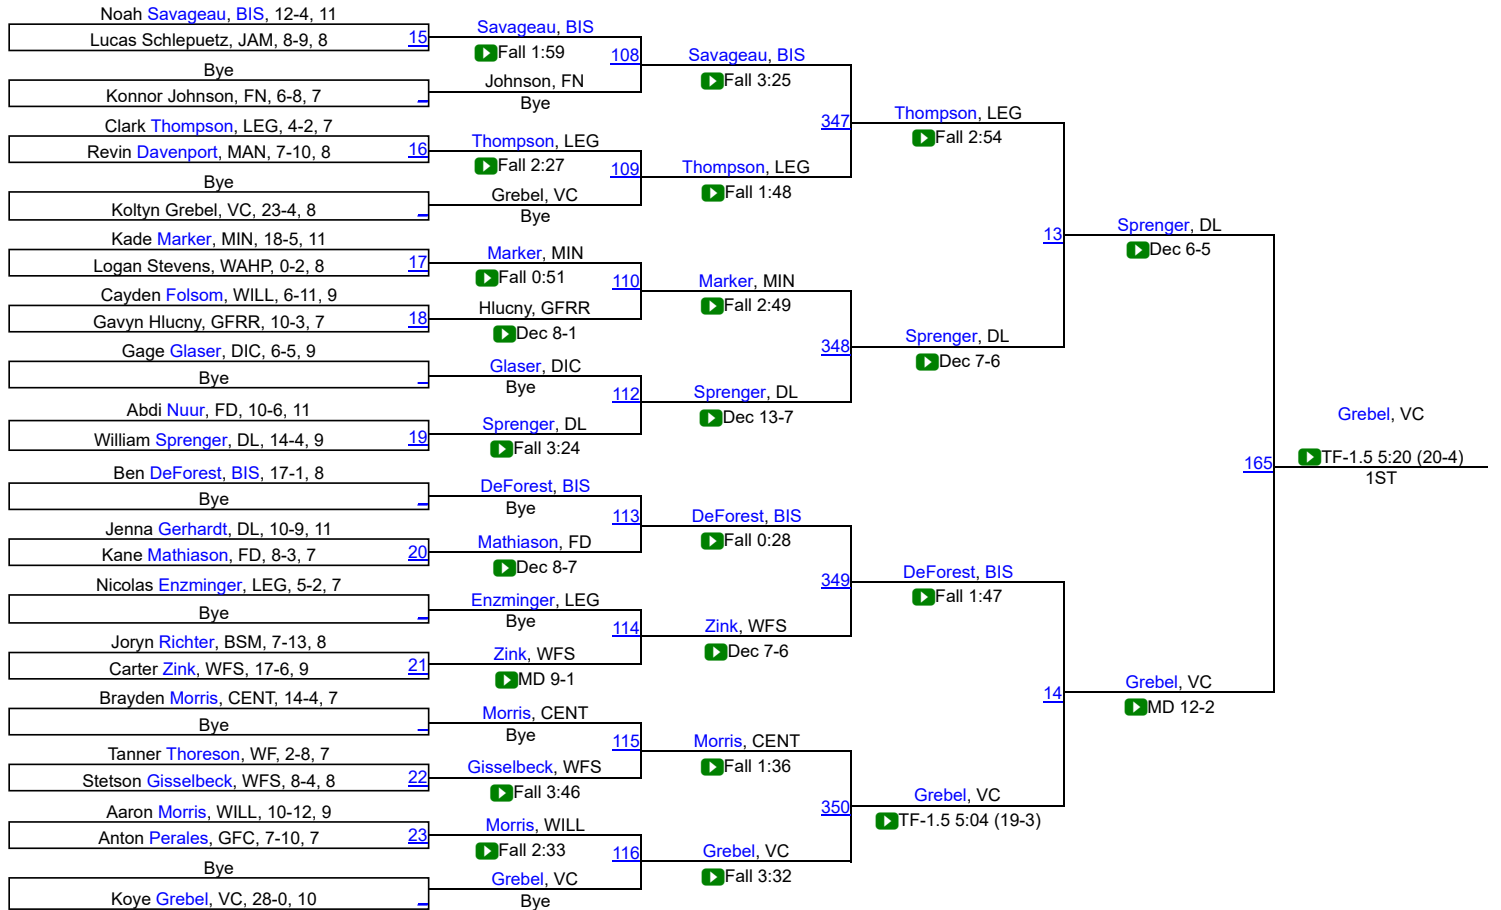 Noah Savageau, BIS, 12-4, 11
Lucas Schlepuetz, JAM, 8-9, 8
15
Bye
Konnor Johnson, FN, 6-8, 7
Clark Thompson, LEG, 4-2, 7
Revin Davenport, MAN, 7-10, 8
16
Bye
Koltyn Grebel, VC, 23-4, 8
Kade Marker, MIN, 18-5, 11
Logan Stevens, WAHP, 0-2, 8
17
Cayden Folsom, WILL, 6-11, 9
Gavyn Hlucny, GFRR, 10-3, 7
18
Gage Glaser, DIC, 6-5, 9
Bye
Abdi Nuur, FD, 10-6, 11
William Sprenger, DL, 14-4, 9
19
Ben DeForest, BIS, 17-1, 8
Bye
Jenna Gerhardt, DL, 10-9, 11
Kane Mathiason, FD, 8-3, 7
20
Nicolas Enzminger, LEG, 5-2, 7
Bye
Joryn Richter, BSM, 7-13, 8
Carter Zink, WFS, 17-6, 9
21
Brayden Morris, CENT, 14-4, 7
Bye
Tanner Thoreson, WF, 2-8, 7
Stetson Gisselbeck, WFS, 8-4, 8
22
Aaron Morris, WILL, 10-12, 9
Anton Perales, GFC, 7-10, 7
23
Bye
Koye Grebel, VC, 28-0, 10
Savageau, BIS
Fall 1:59
108
Johnson, FN
Bye
Thompson, LEG
Fall 2:27
109
Grebel, VC
Bye
Marker, MIN
Fall 0:51
110
Hlucny, GFRR
Dec 8-1
Glaser, DIC
Bye
112
Sprenger, DL
Fall 3:24
DeForest, BIS
Bye
113
Mathiason, FD
Dec 8-7
Enzminger, LEG
Bye
114
Zink, WFS
MD 9-1
Morris, CENT
Bye
115
Gisselbeck, WFS
Fall 3:46
Morris, WILL
Fall 2:33
116
Grebel, VC
Bye
Savageau, BIS
Fall 3:25
347
Thompson, LEG
Fall 1:48
Marker, MIN
Fall 2:49
348
Sprenger, DL
Dec 13-7
DeForest, BIS
Fall 0:28
349
Zink, WFS
Dec 7-6
Morris, CENT
Fall 1:36
350
Grebel, VC
Fall 3:32
Thompson, LEG
Fall 2:54
13
Sprenger, DL
Dec 7-6
DeForest, BIS
Fall 1:47
14
Grebel, VC
TF-1.5 5:04 (19-3)
Sprenger, DL
Dec 6-5
165
Grebel, VC
MD 12-2
Grebel, VC
TF-1.5 5:20 (20-4)
1ST